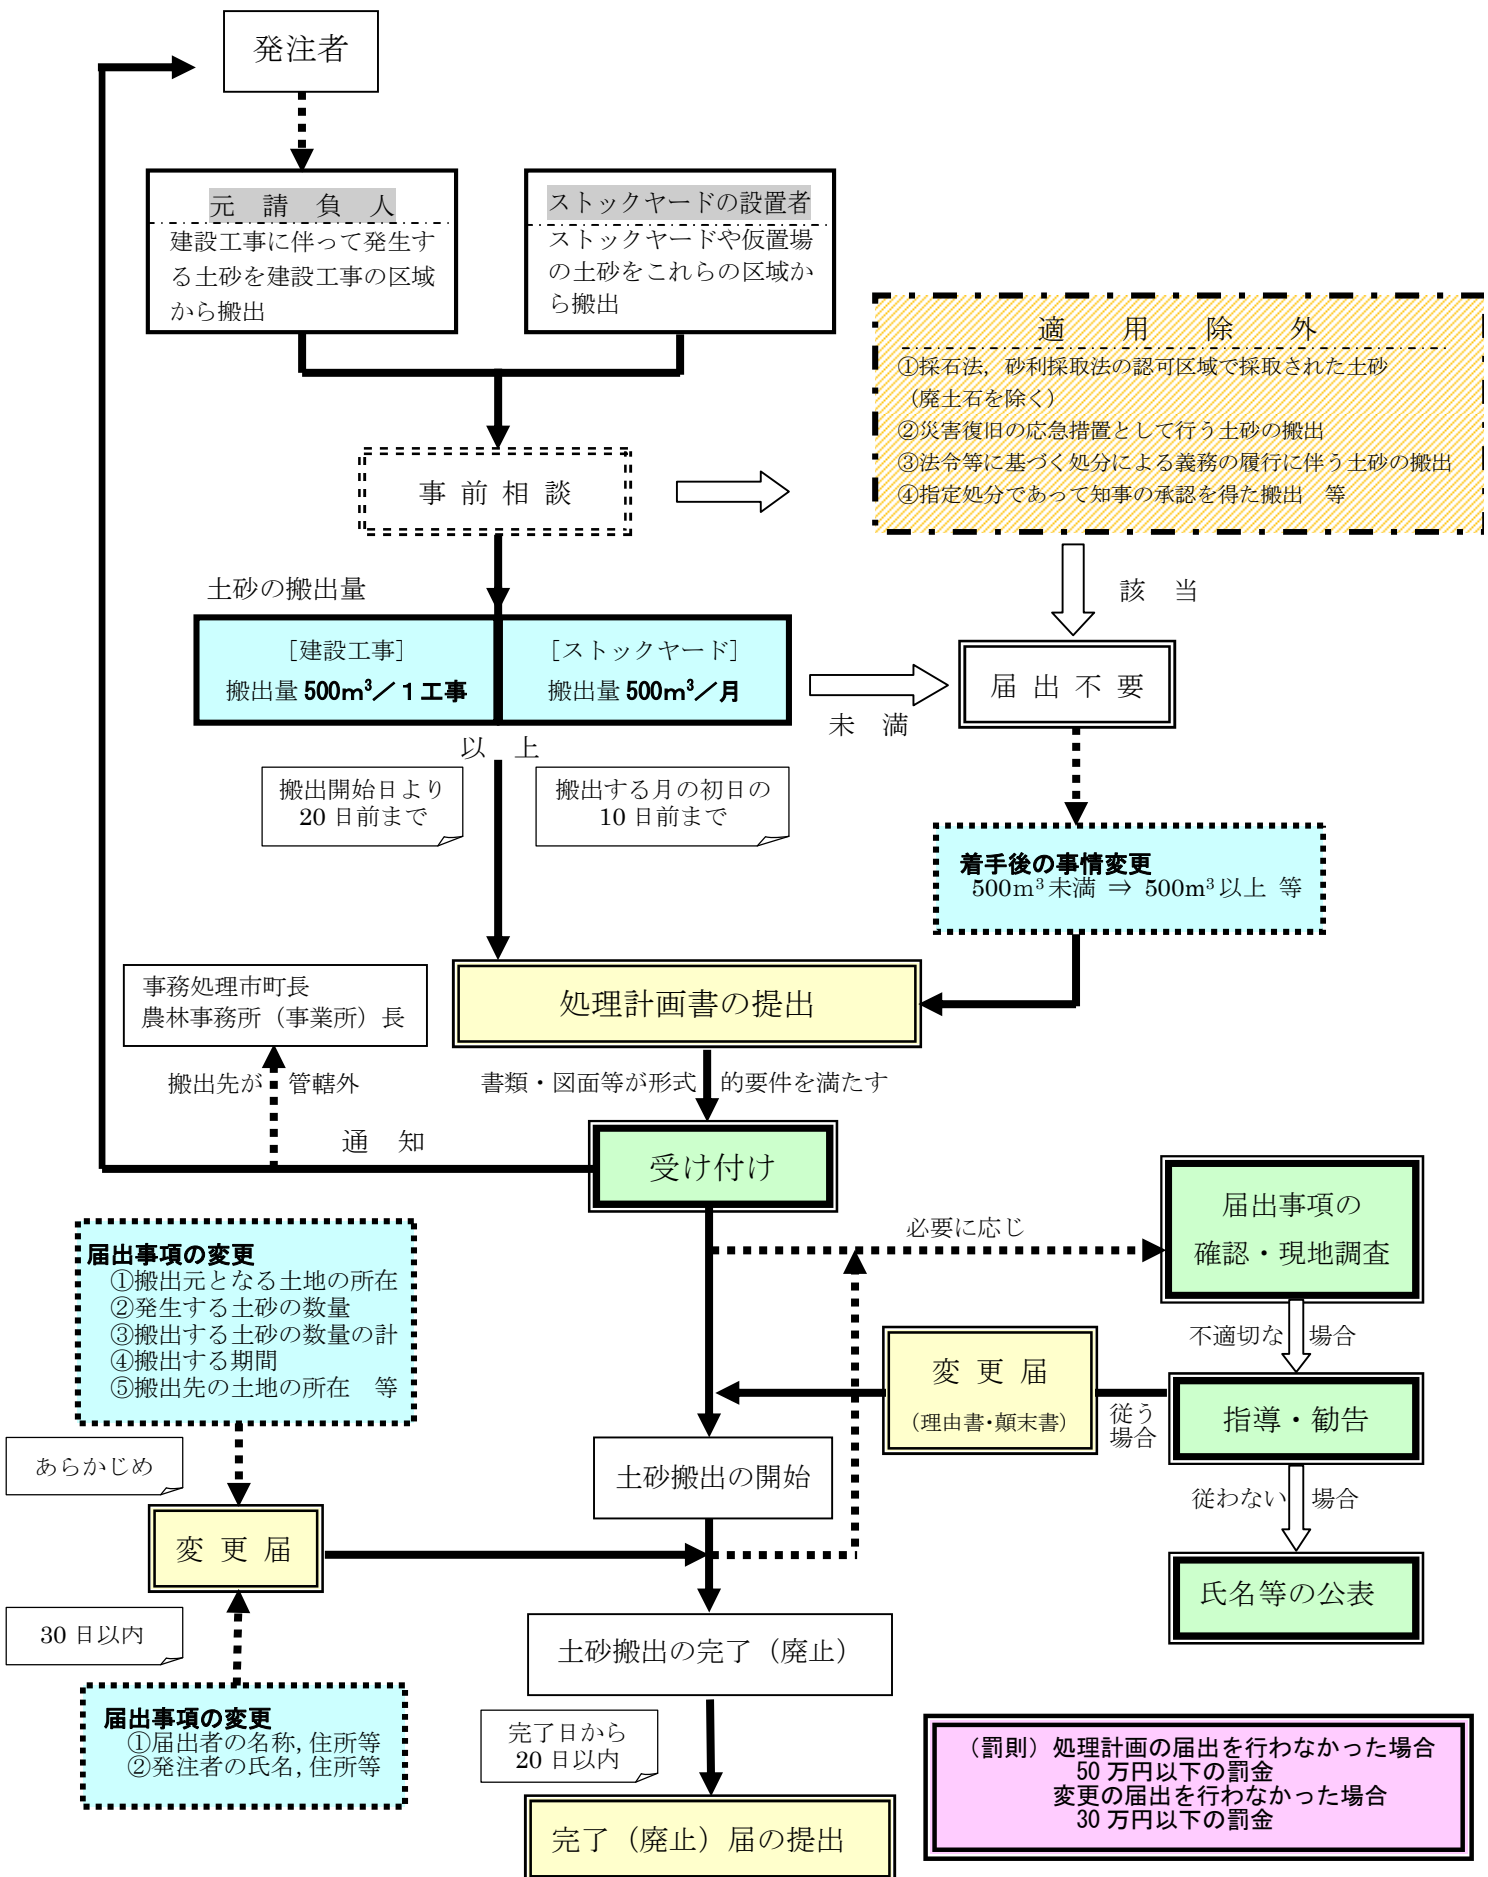 発注者
元　請　負　人
建設工事に伴って発生す
る土砂を建設工事の区域
から搬出
ストックヤードの設置者
ストックヤードや仮置場
の土砂をこれらの区域か
ら搬出
適　用　除　外
①採石法，砂利採取法の認可区域で採取された土砂
（廃土石を除く）
②災害復旧の応急措置として行う土砂の搬出
③法令等に基づく処分による義務の履行に伴う土砂の搬出
④指定処分であって知事の承認を得た搬出　等
事 前 相 談
該　当
土砂の搬出量
［建設工事］
搬出量 500m³／１工事
［ストックヤード］
搬出量 500m³／月
未　満
届 出 不 要
以　上
搬出開始日より
20 日前まで
搬出する月の初日の
10 日前まで
着手後の事情変更
500m³未満 ⇒ 500m³以上 等
事務処理市町長
農林事務所（事業所）長
処理計画書の提出
搬出先が 管轄外
書類・図面等が形式 的要件を満たす
通　知
受け付け
必要に応じ
届出事項の
確認・現地調査
届出事項の変更
①搬出元となる土地の所在
②発生する土砂の数量
③搬出する土砂の数量の計
④搬出する期間
⑤搬出先の土地の所在　等
不適切な 場合
変 更 届
（理由書・顛末書）
従う
場合
指導・勧告
あらかじめ
土砂搬出の開始
従わない 場合
変 更 届
氏名等の公表
30 日以内
土砂搬出の完了（廃止）
届出事項の変更
①届出者の名称，住所等
②発注者の氏名，住所等
完了日から
20 日以内
（罰則）処理計画の届出を行わなかった場合
50 万円以下の罰金
変更の届出を行わなかった場合
30 万円以下の罰金
完了（廃止）届の提出